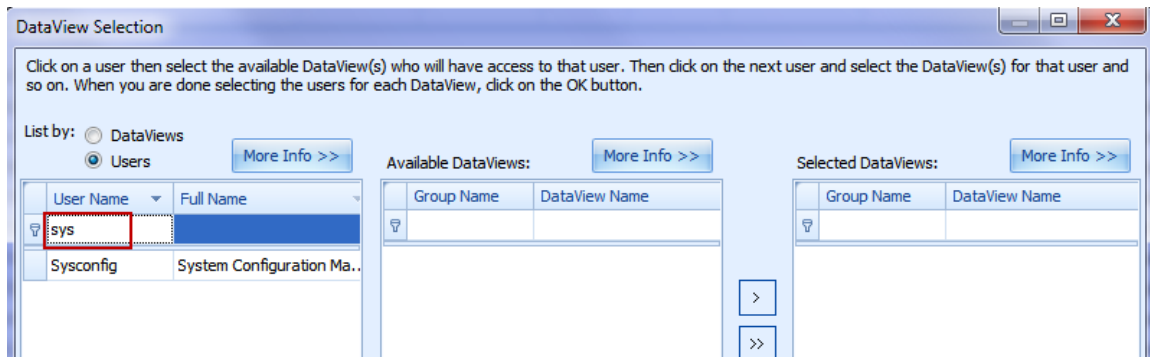 DataView Selection
Click on a user then select the available DataView(s) who will have access to that user. Then click on the next user and select the DataView(s) for that user and
so on. When you are done selecting the users for each DataView, click on the OK button.
List by: DataViews
Users
More Info >>
Available DataViews:
More Info >>
Selected DataViews:
More Info >>
User Name Full Name
Group Name DataView Name
Group Name DataView Name
sys
Sysconfig System Configuration Ma..
>
>>